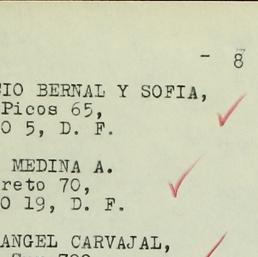 - 8
CIO BERNAL Y SOFIA,
Picos 65,
O 5, D. F.
MEDINA A.
reto 70,
O 19, D. F.
ANGEL CARVAJAL,